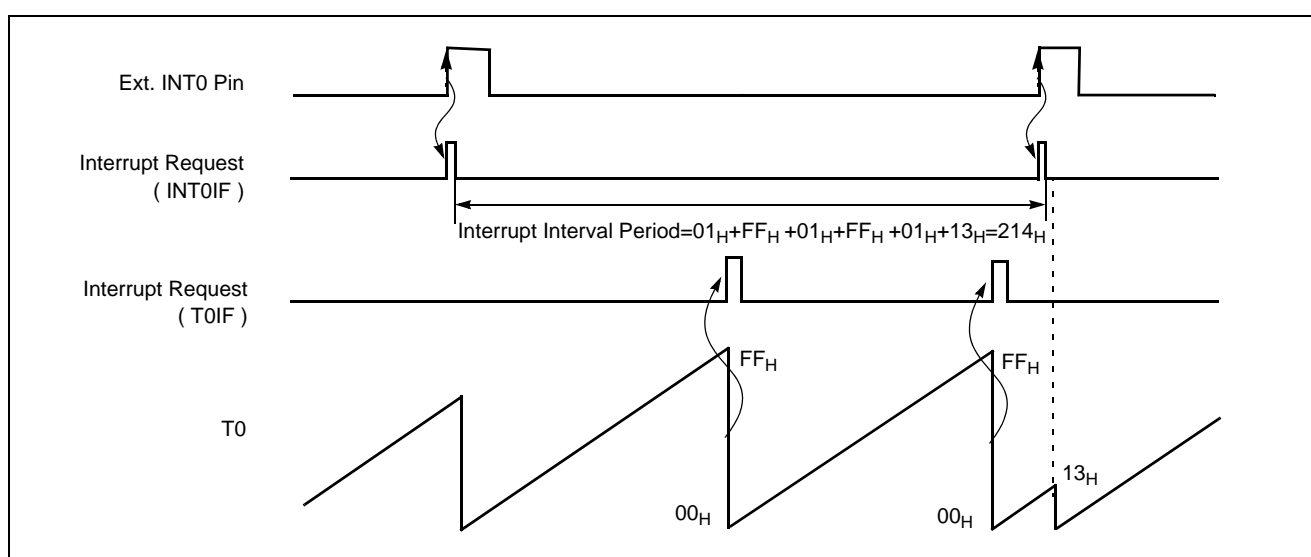 Ext. INT0 Pin
Interrupt Request
( INT0IF )
Interrupt Interval Period=01H+FFH +01H+FFH +01H+13H=214H
Interrupt Request
( T0IF )
FFH
FFH
T0
13H
00H
00H